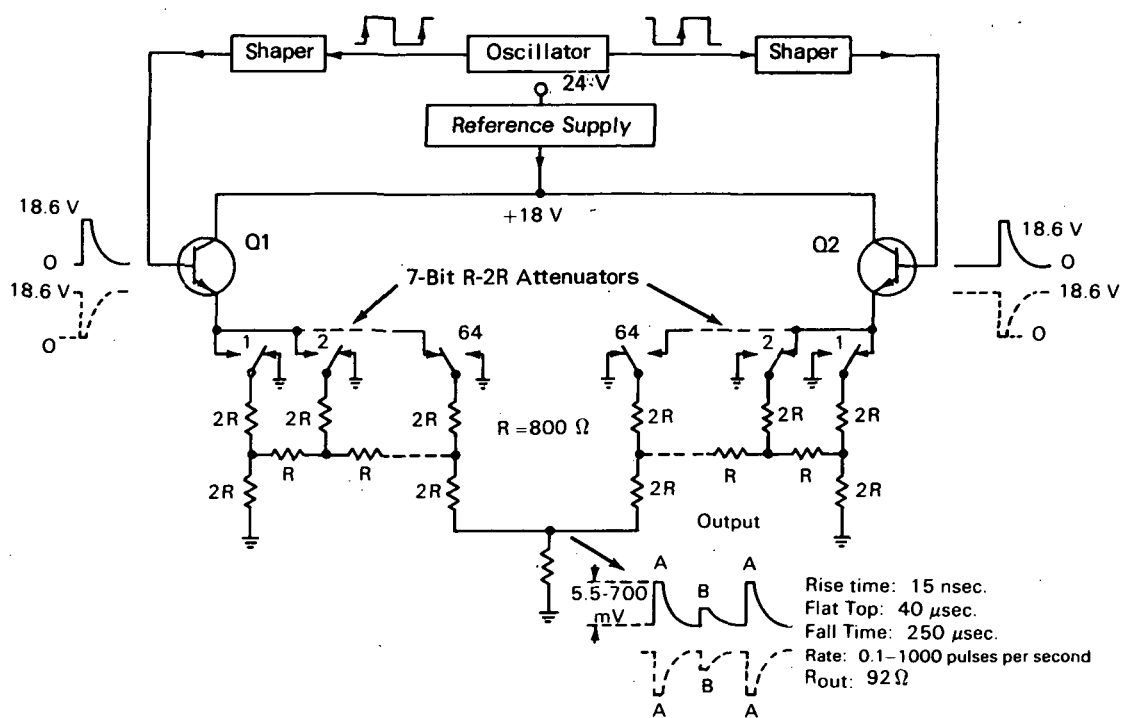 Shaper
Oscillator
Shaper
24 V
Reference Supply
+18 V
18.6 V
O
18.6 V
O
Q1
Q2
18.6 V
O
18.6 V
O
7-Bit R-2R Attenuators
1
2
64
64
2
1
2R
2R
2R
R = 800 Ω
2R
2R
2R
R
R
R
R
2R
2R
2R
2R
Output
A
B
A
5.5-700
mV
B
A
A
Rise time: 15 nsec.
Flat Top: 40 μsec.
Fall Time: 250 μsec.
Rate: 0.1–1000 pulses per second
Rout: 92 Ω